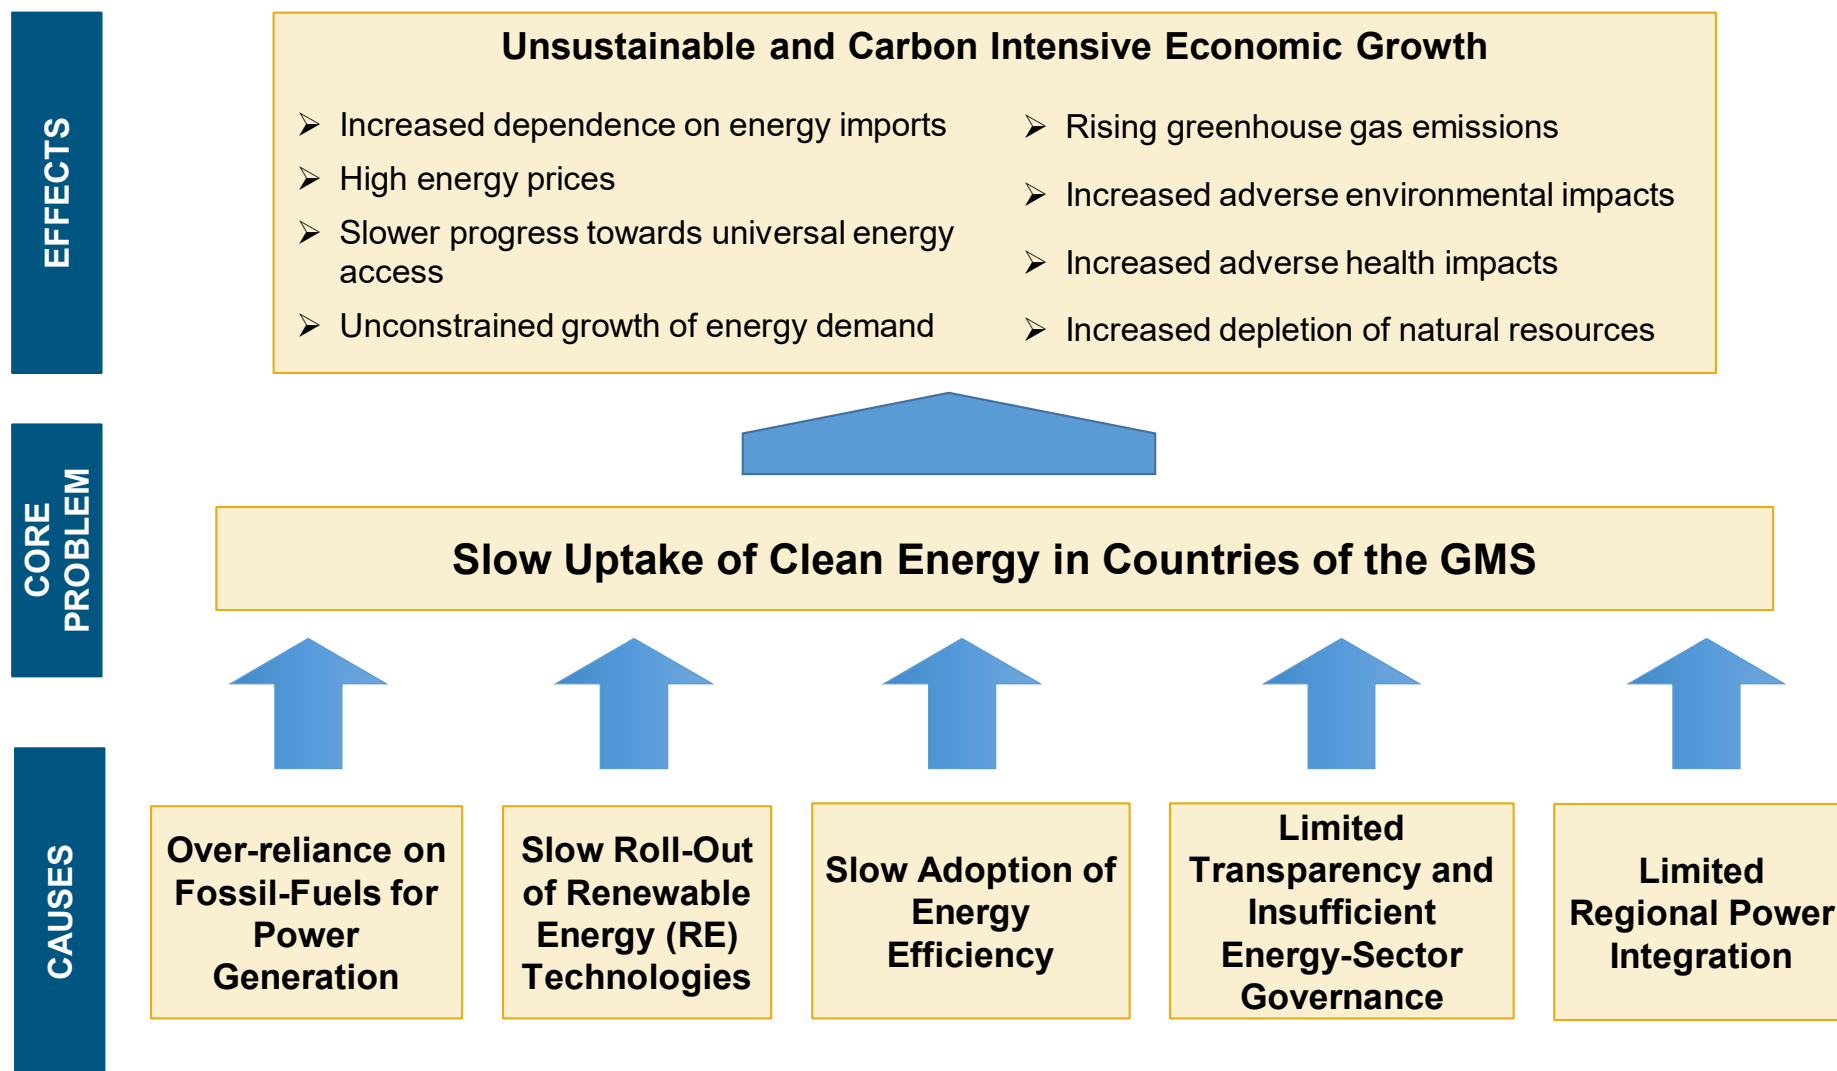 EFFECTS
Unsustainable and Carbon Intensive Economic Growth
➢ Increased dependence on energy imports
➢ High energy prices
➢ Slower progress towards universal energy
access
➢ Unconstrained growth of energy demand
➢ Rising greenhouse gas emissions
➢ Increased adverse environmental impacts
➢ Increased adverse health impacts
➢ Increased depletion of natural resources
CORE
PROBLEM
Slow Uptake of Clean Energy in Countries of the GMS
CAUSES
Over-reliance on
Fossil-Fuels for
Power
Generation
Slow Roll-Out
of Renewable
Energy (RE)
Technologies
Slow Adoption of
Energy
Efficiency
Limited
Transparency and
Insufficient
Energy-Sector
Governance
Limited
Regional Power
Integration